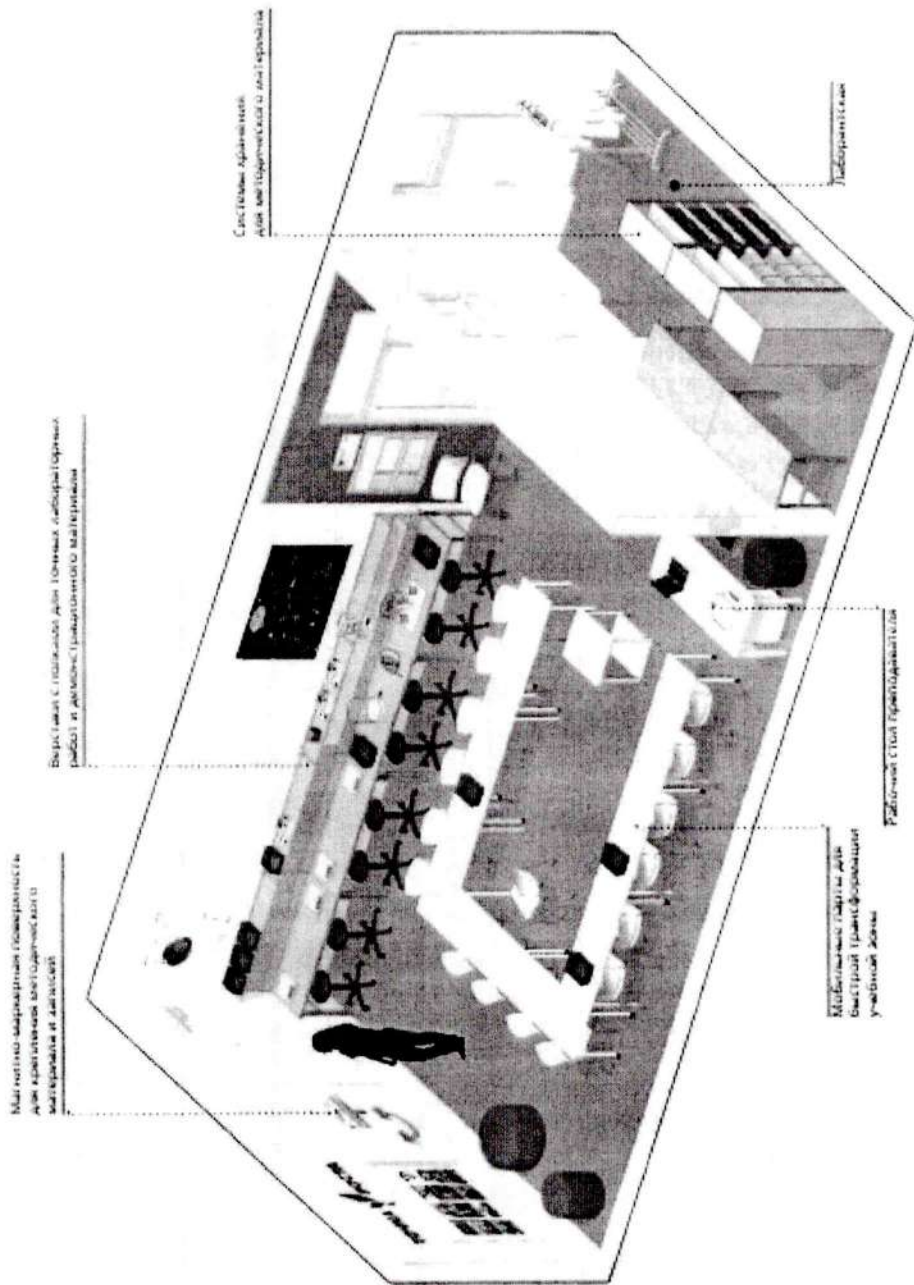 Магнитно-маркерная поверхность
для крепления методического
материала и записей
Верстаки с полками для точных лабораторных
работ и демонстрационного материала
Системы хранения
для методического материала
Мобильные парты для
быстрой трансформации
учебной зоны
Рабочий стол преподавателя
Лаборантская